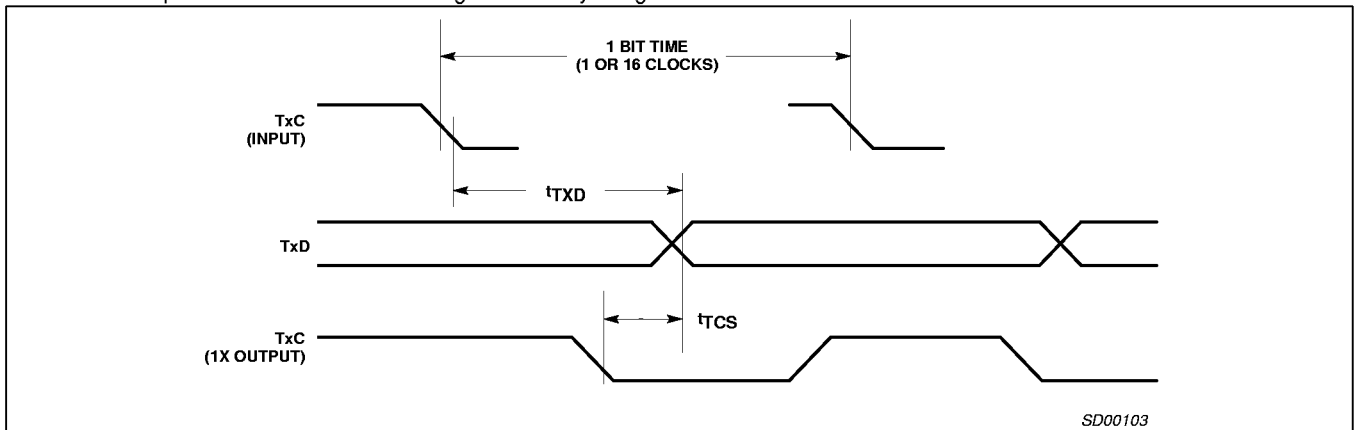 1 BIT TIME
(1 OR 16 CLOCKS)
TxC
(INPUT)
tTXD
TxD
tTCS
TxC
(1X OUTPUT)
SD00103